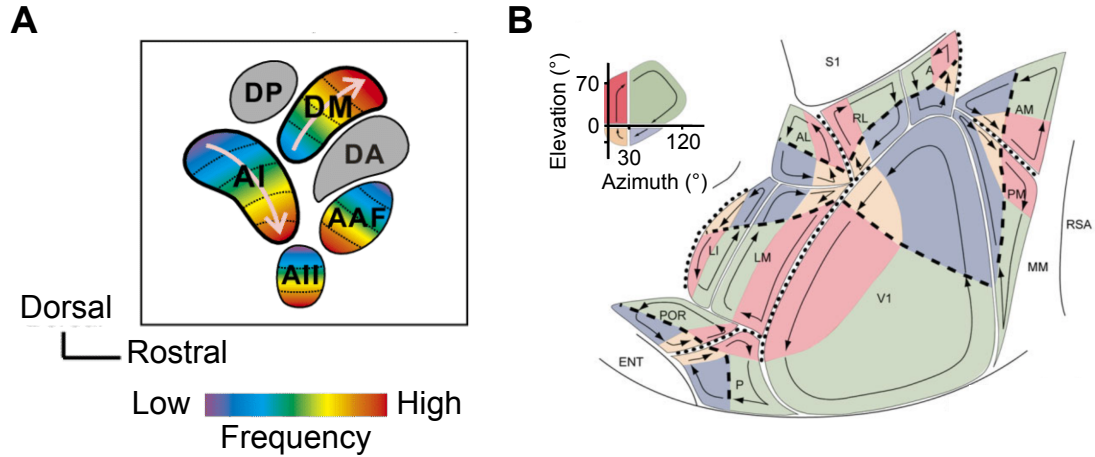 A
DP
DM
DA
AI
AAF
AII
Dorsal
Rostral
Low
High
Frequency
B
Elevation (°)
70
0
30
120
Azimuth (°)
S1
A
AM
RL
AL
PM
RSA
LI
LM
MM
V1
POR
ENT
P